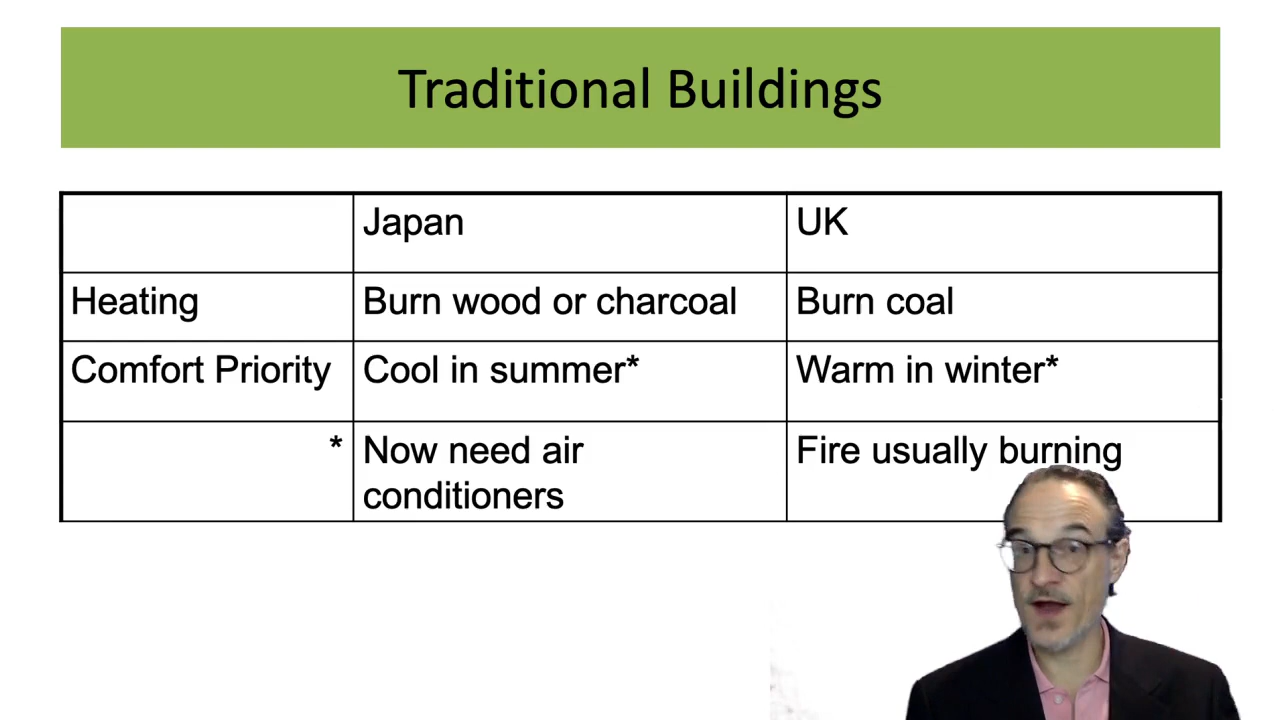 Traditional Buildings
Japan UK
Heating Burn wood or charcoal Burn coal
Comfort Priority Cool in summer* Warm in winter*
* Now need air Fire usually burning
conditioners